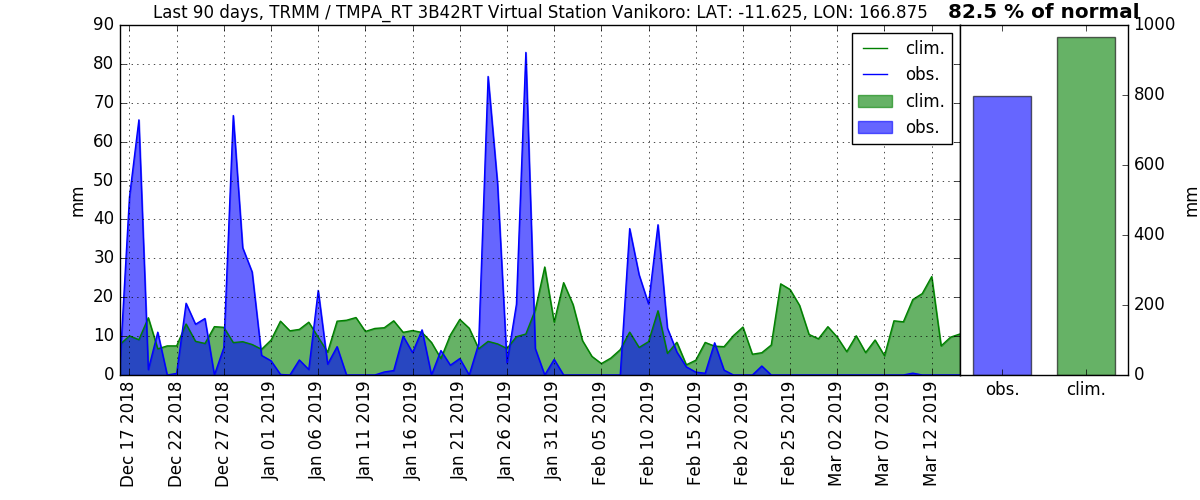 Last 90 days, TRMM / TMPA_RT 3B42RT Virtual Station Vanikoro: LAT: -11.625, LON: 166.875
82.5 % of normal
90
80
70
60
50
40
30
20
10
0
mm
clim.
obs.
clim.
obs.
Dec 17 2018
Dec 22 2018
Dec 27 2018
Jan 01 2019
Jan 06 2019
Jan 11 2019
Jan 16 2019
Jan 21 2019
Jan 26 2019
Jan 31 2019
Feb 05 2019
Feb 10 2019
Feb 15 2019
Feb 20 2019
Feb 25 2019
Mar 02 2019
Mar 07 2019
Mar 12 2019
1000
800
600
400
200
0
mm
obs.
clim.